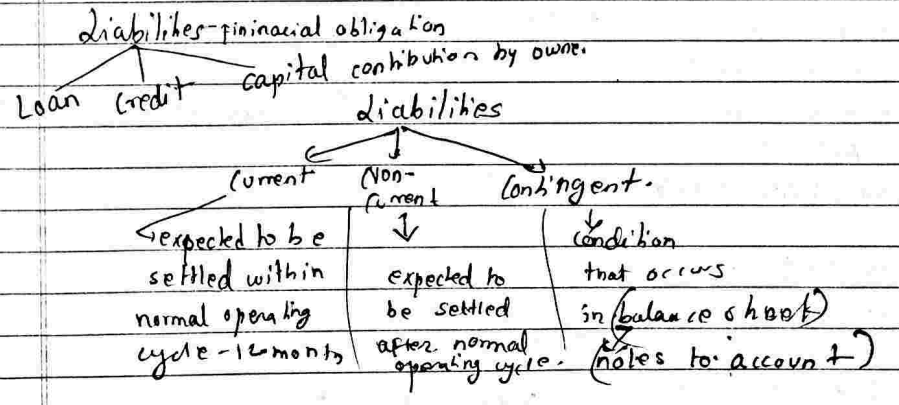 Liabilities - fininacial obligation
Loan Credit capital contribution by owner.
Liabilities
Current Non-current Contingent.
expected to be settled within normal operating cycle - 12 months
expected to be settled after normal operating cycle.
condition that occurs in (balance sheet)
(notes to account)